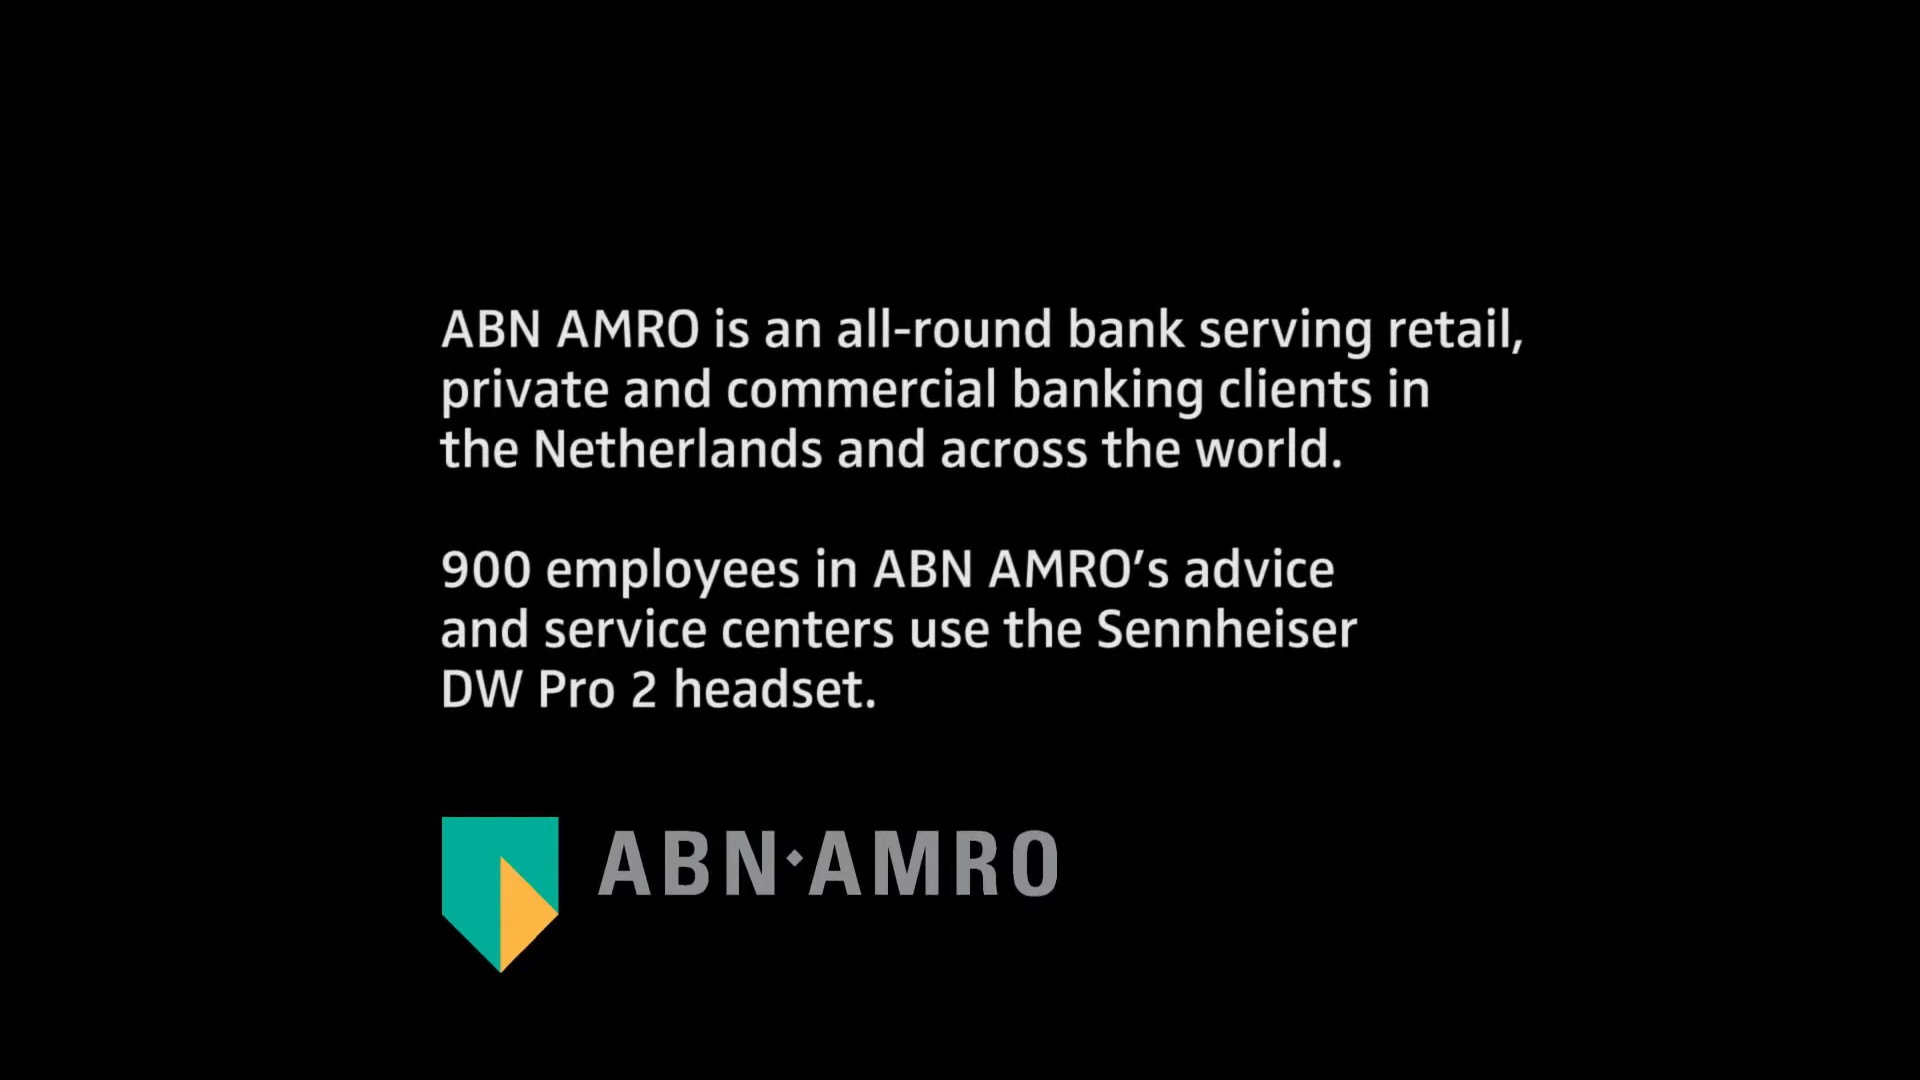 ABN AMRO is an all-round bank serving retail,
private and commercial banking clients in
the Netherlands and across the world.
900 employees in ABN AMRO’s advice
and service centers use the Sennheiser
DW Pro 2 headset.
ABN·AMRO